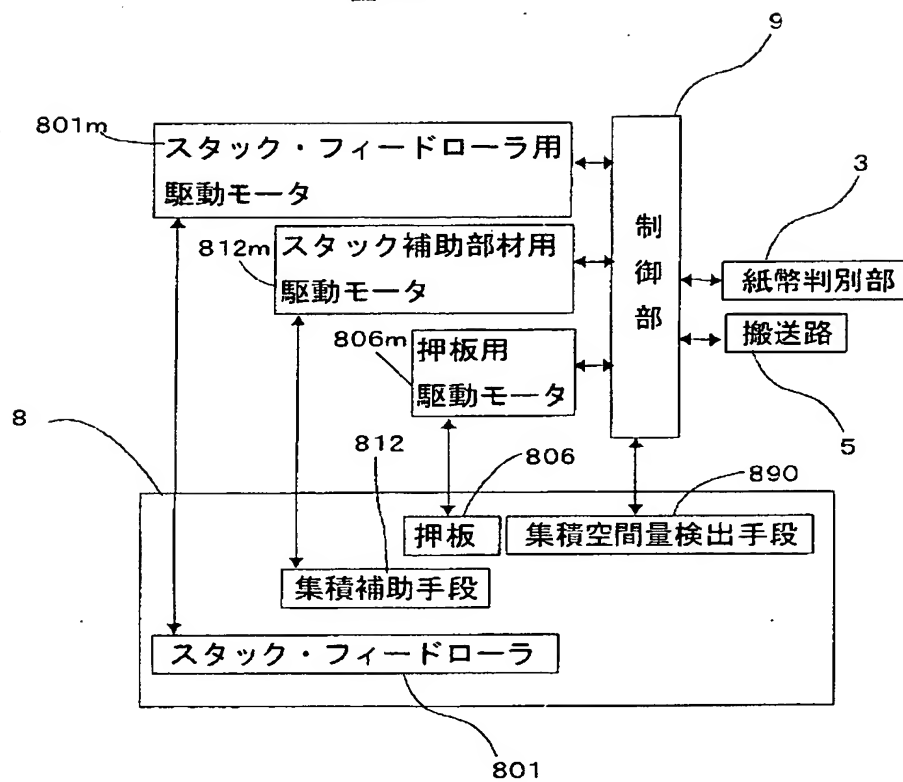 9
801m
スタック・フィードローラ用
駆動モータ
3
812m
スタック補助部材用
駆動モータ
制御部
紙幣判別部
806m
押板用
駆動モータ
搬送路
8
5
812
806
890
押板
集積空間量検出手段
集積補助手段
スタック・フィードローラ
801